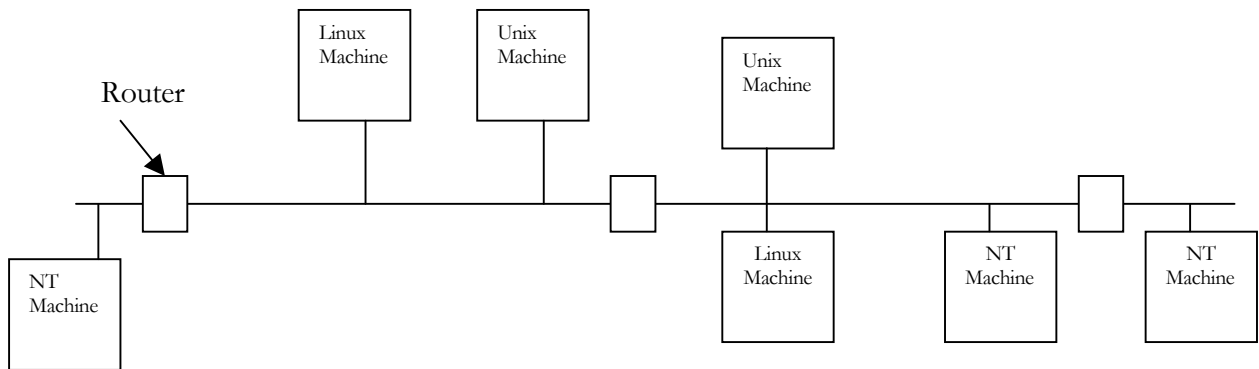 Linux
Machine
Unix
Machine
Unix
Machine
Router
NT
Machine
Linux
Machine
NT
Machine
NT
Machine